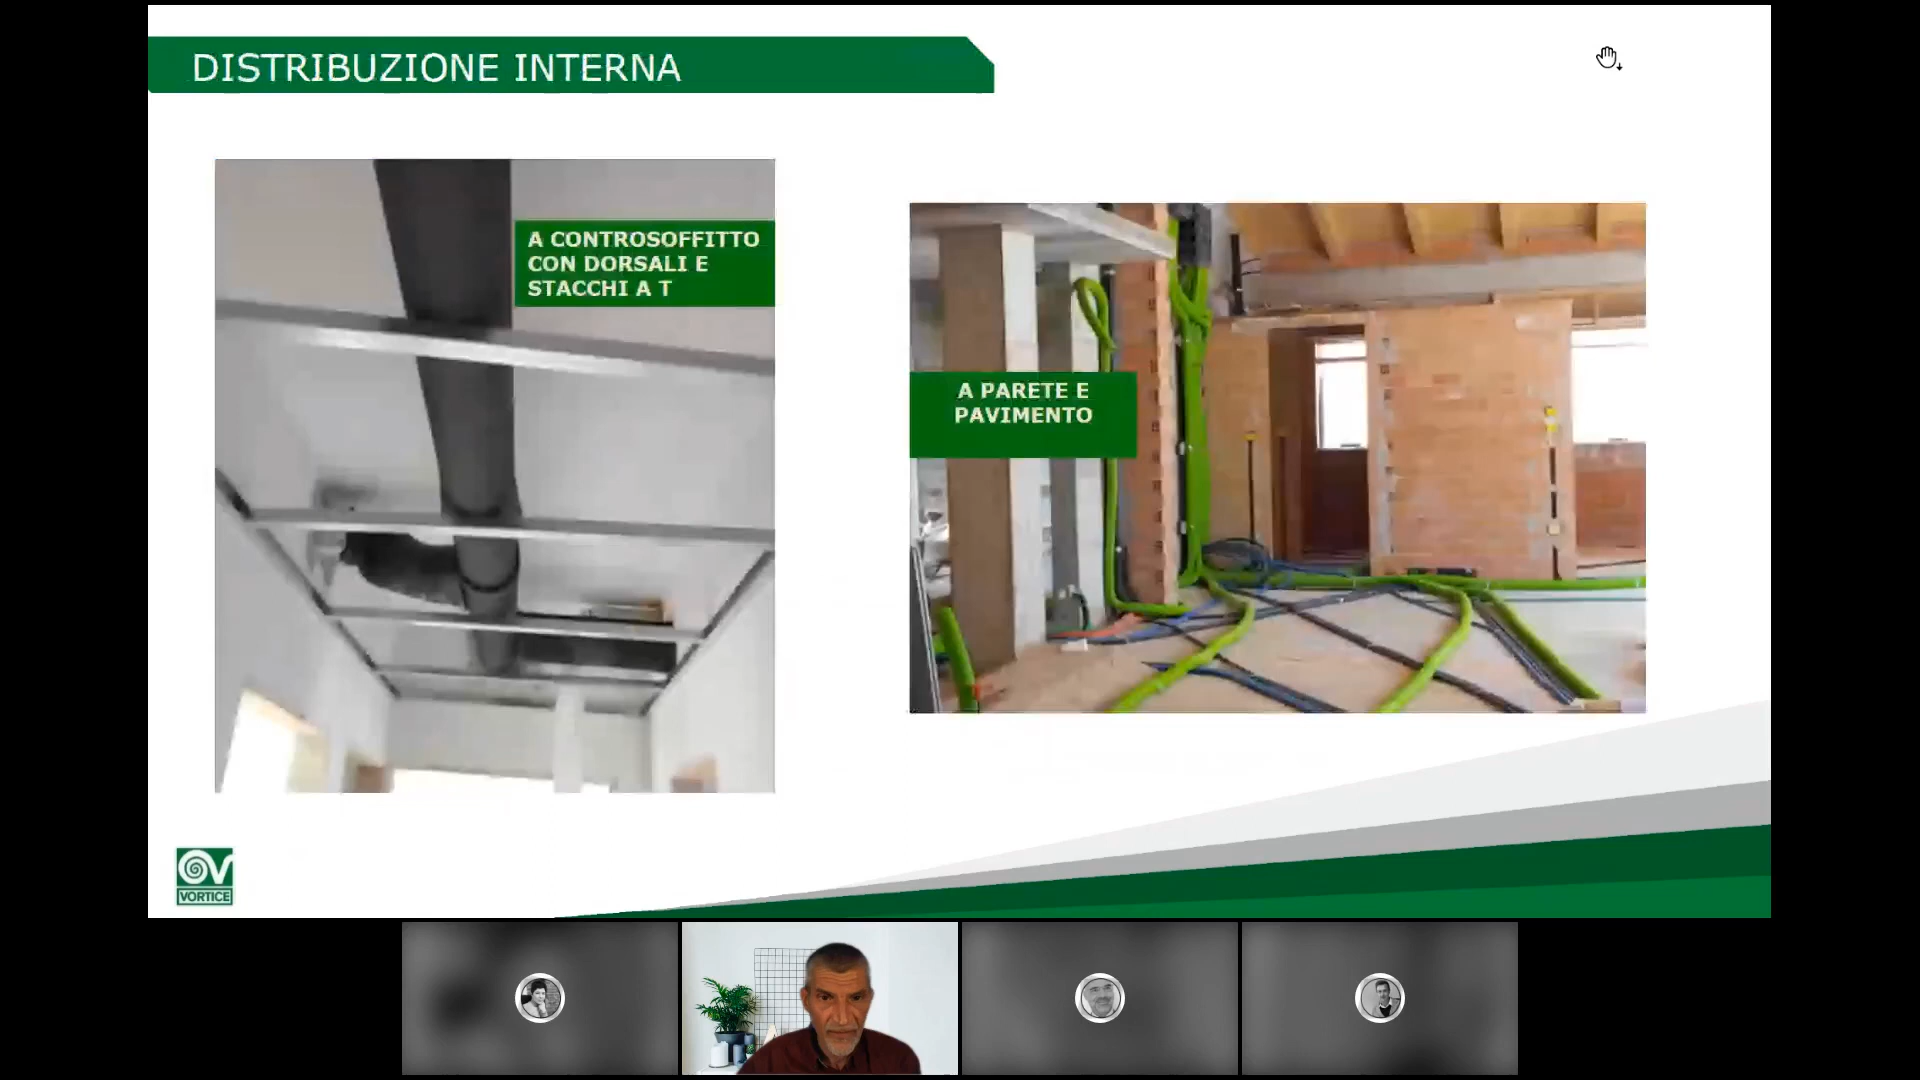 DISTRIBUZIONE INTERNA
A CONTROSOFFITTO
CON DORSALI E
STACCHI A T
A PARETE E
PAVIMENTO
VORTICE